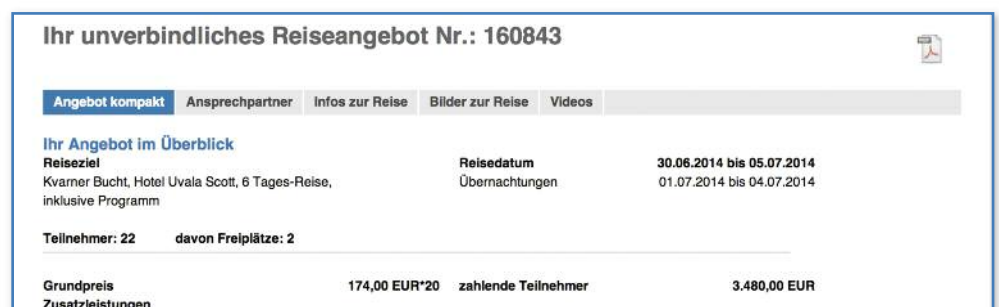 Ihr unverbindliches Reiseangebot Nr.: 160843
Angebot kompakt Ansprechpartner Infos zur Reise Bilder zur Reise Videos
Ihr Angebot im Überblick
Reiseziel Reisedatum 30.06.2014 bis 05.07.2014
Kvarner Bucht, Hotel Uvala Scott, 6 Tages-Reise, Übernachtungen 01.07.2014 bis 04.07.2014
inklusive Programm
Teilnehmer: 22 davon Freiplätze: 2
Grundpreis 174,00 EUR*20 zahlende Teilnehmer 3.480,00 EUR
Zusatzleistungen